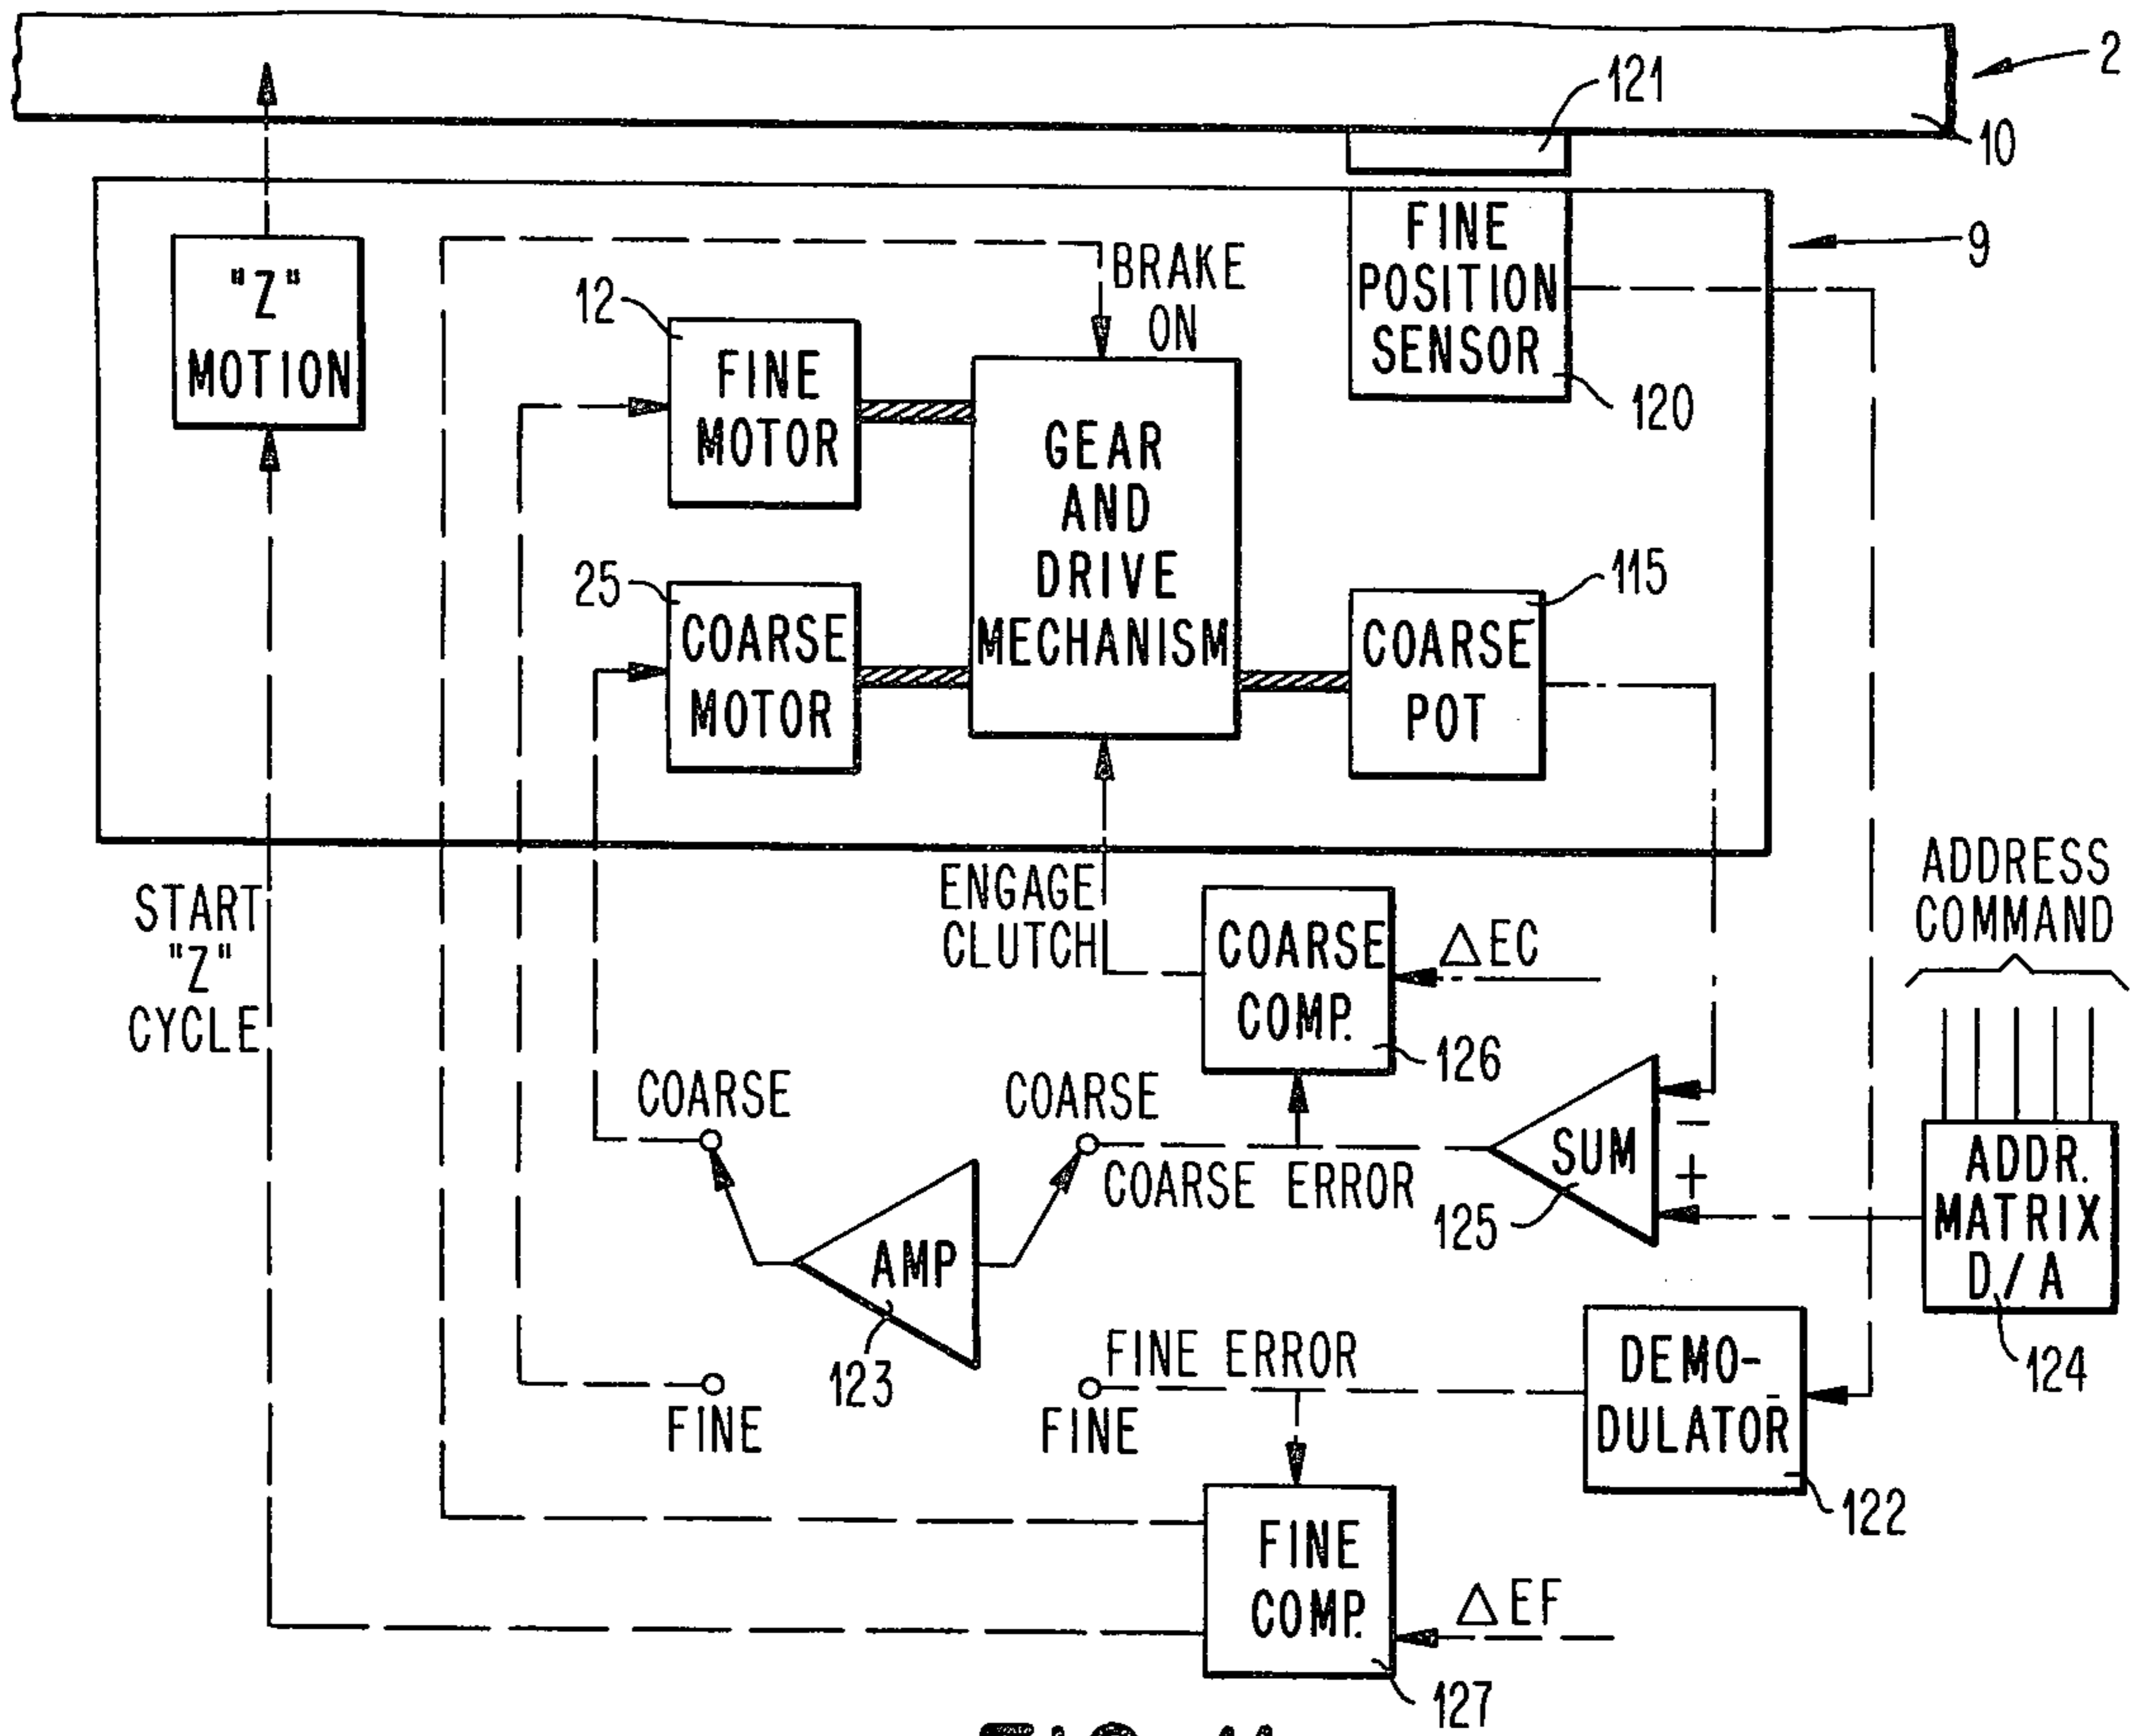 2
121
10
"Z"
MOTION
BRAKE
ON
FINE
POSITION
SENSOR
9
12
FINE
MOTOR
120
GEAR
AND
DRIVE
MECHANISM
25
COARSE
MOTOR
115
COARSE
POT
START
"Z"
CYCLE
ENGAGE
CLUTCH
COARSE
COMP.
△EC
126
ADDRESS
COMMAND
COARSE
COARSE
COARSE ERROR
SUM
−
+
125
ADDR.
MATRIX
D/A
124
AMP
123
FINE
FINE ERROR
FINE
DEMO-
DULATOR
122
FINE
COMP.
△EF
127